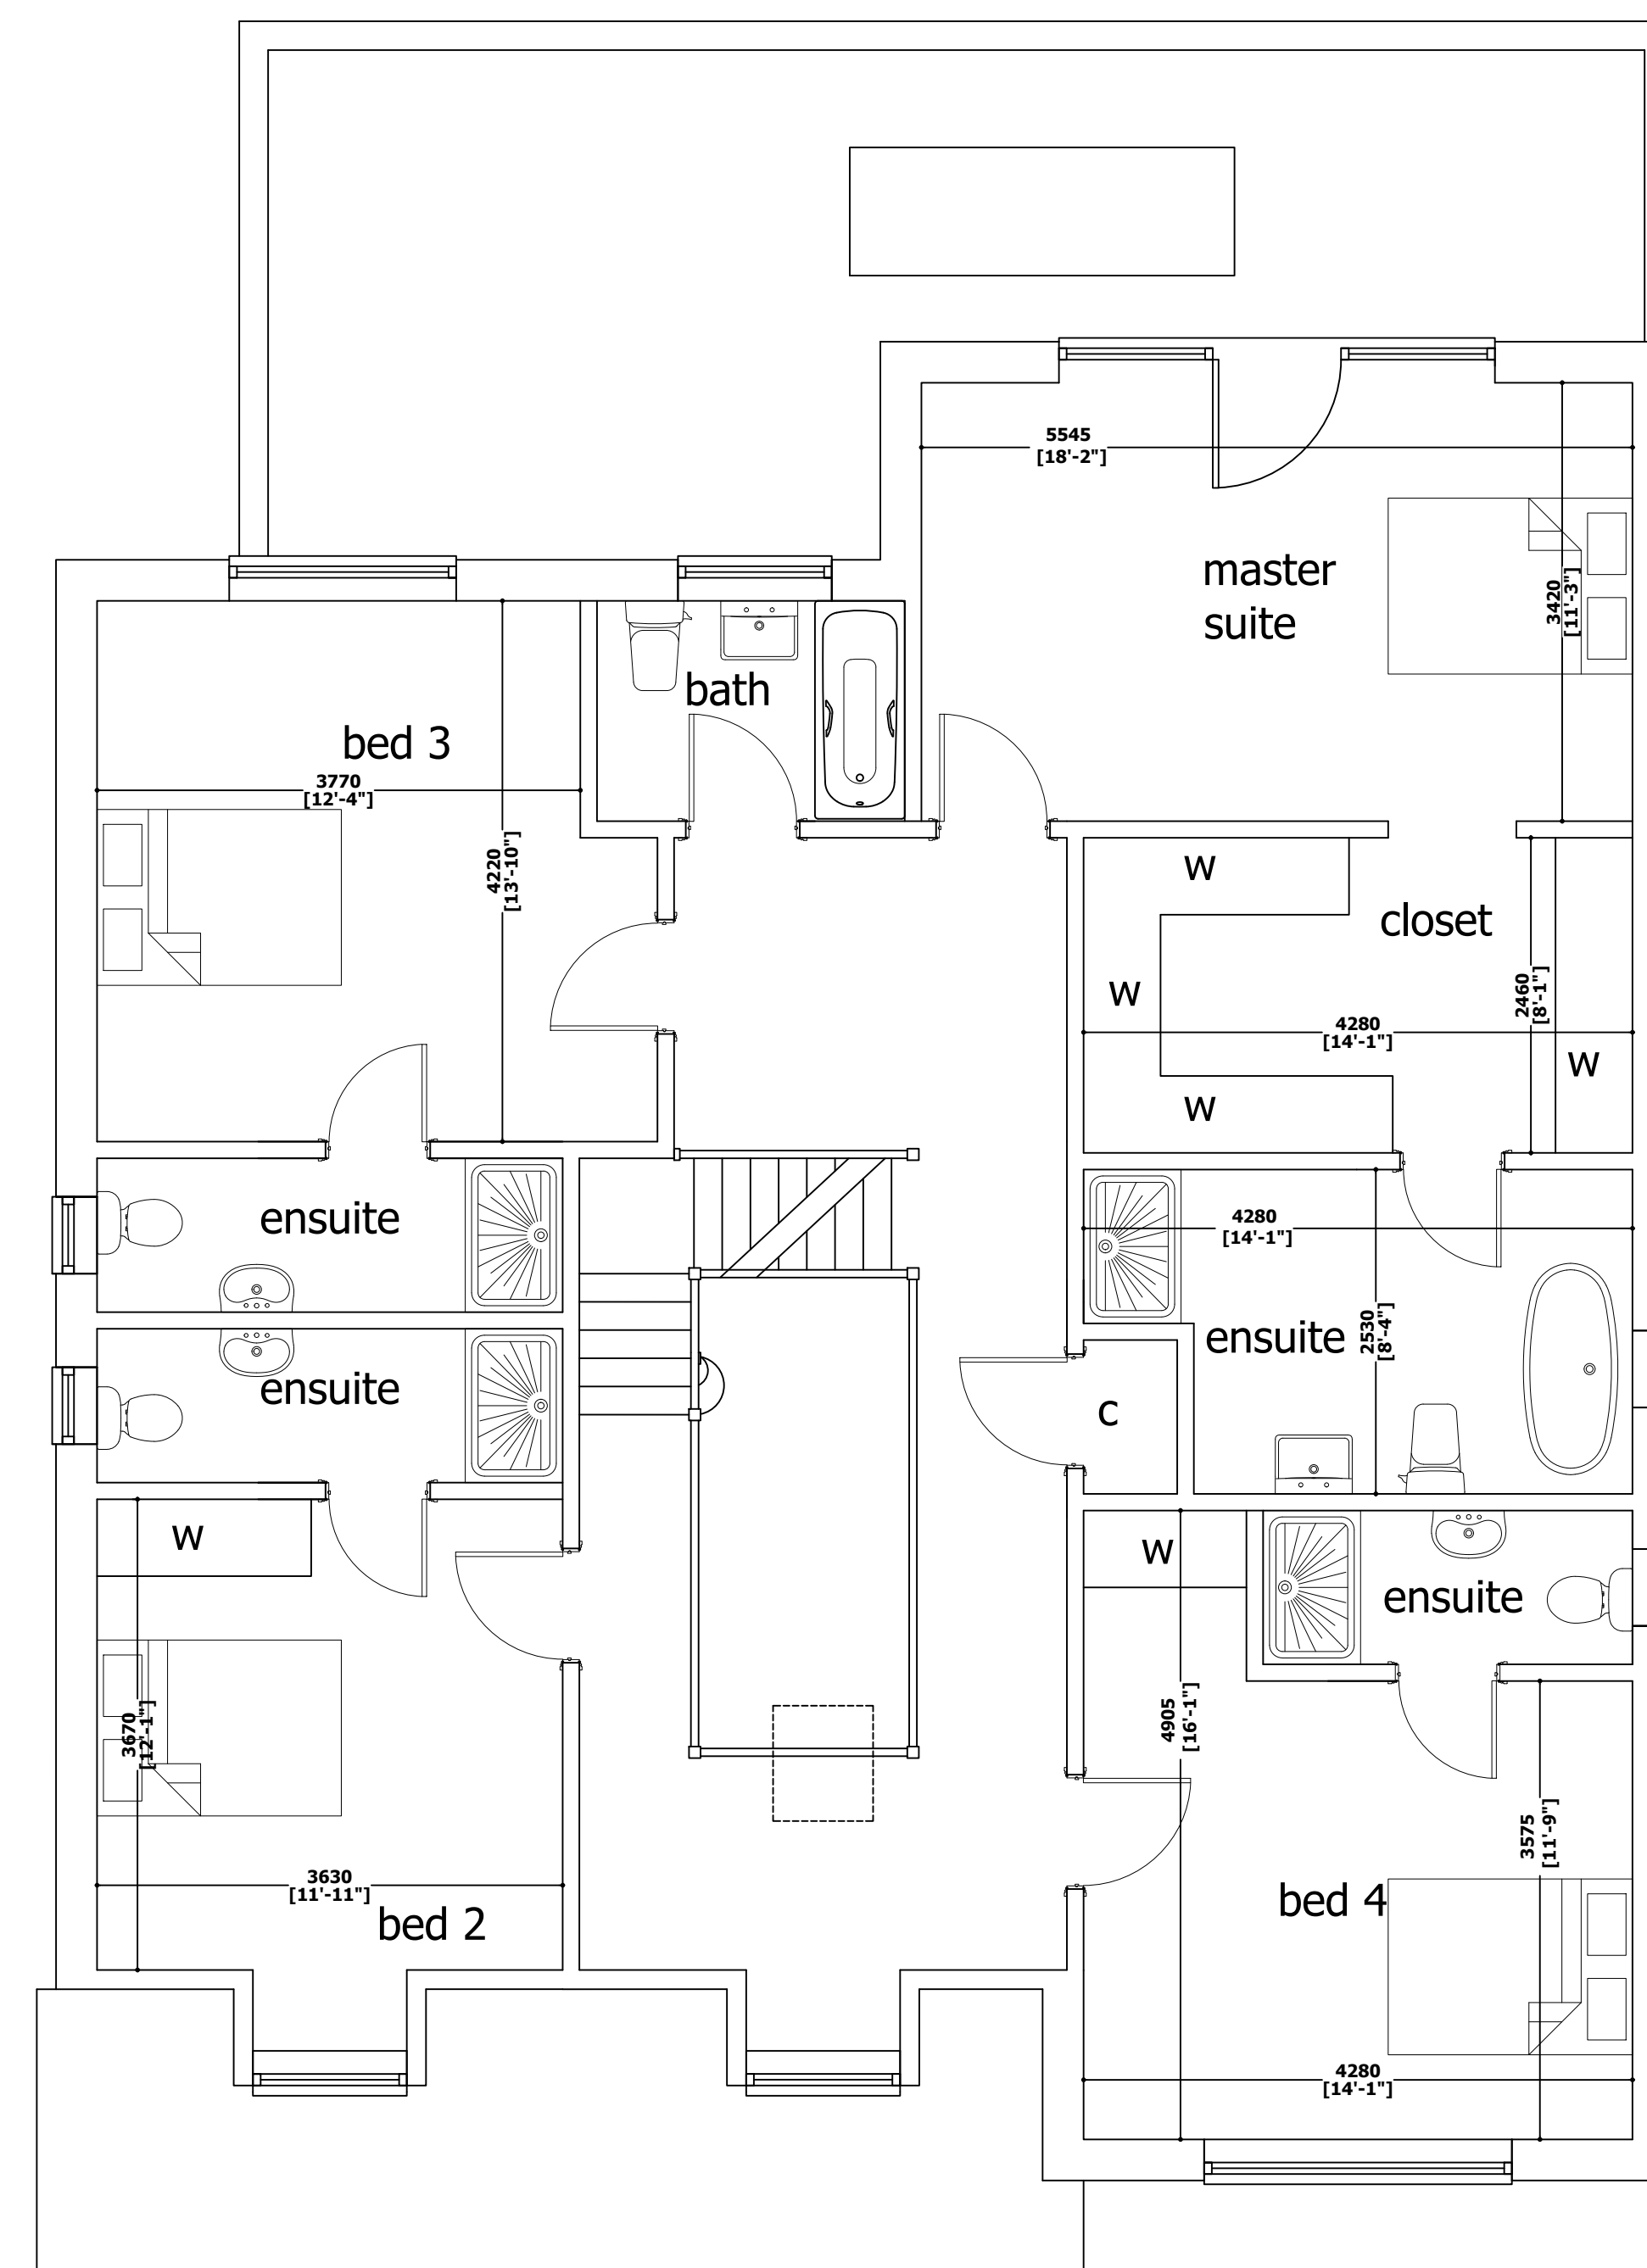 5545
[18'-2"]
master
suite
3420
[11'-3"]
bath
bed 3
3770
[12'-4"]
4220
[13'-10"]
W
closet
W
2460
[8'-1"]
4280
[14'-1"]
W
W
ensuite
4280
[14'-1"]
ensuite
2530
[8'-4"]
ensuite
C
W
W
ensuite
3670
[12'-1"]
4905
[16'-1"]
3575
[11'-9"]
3630
[11'-11"]
bed 2
bed 4
4280
[14'-1"]